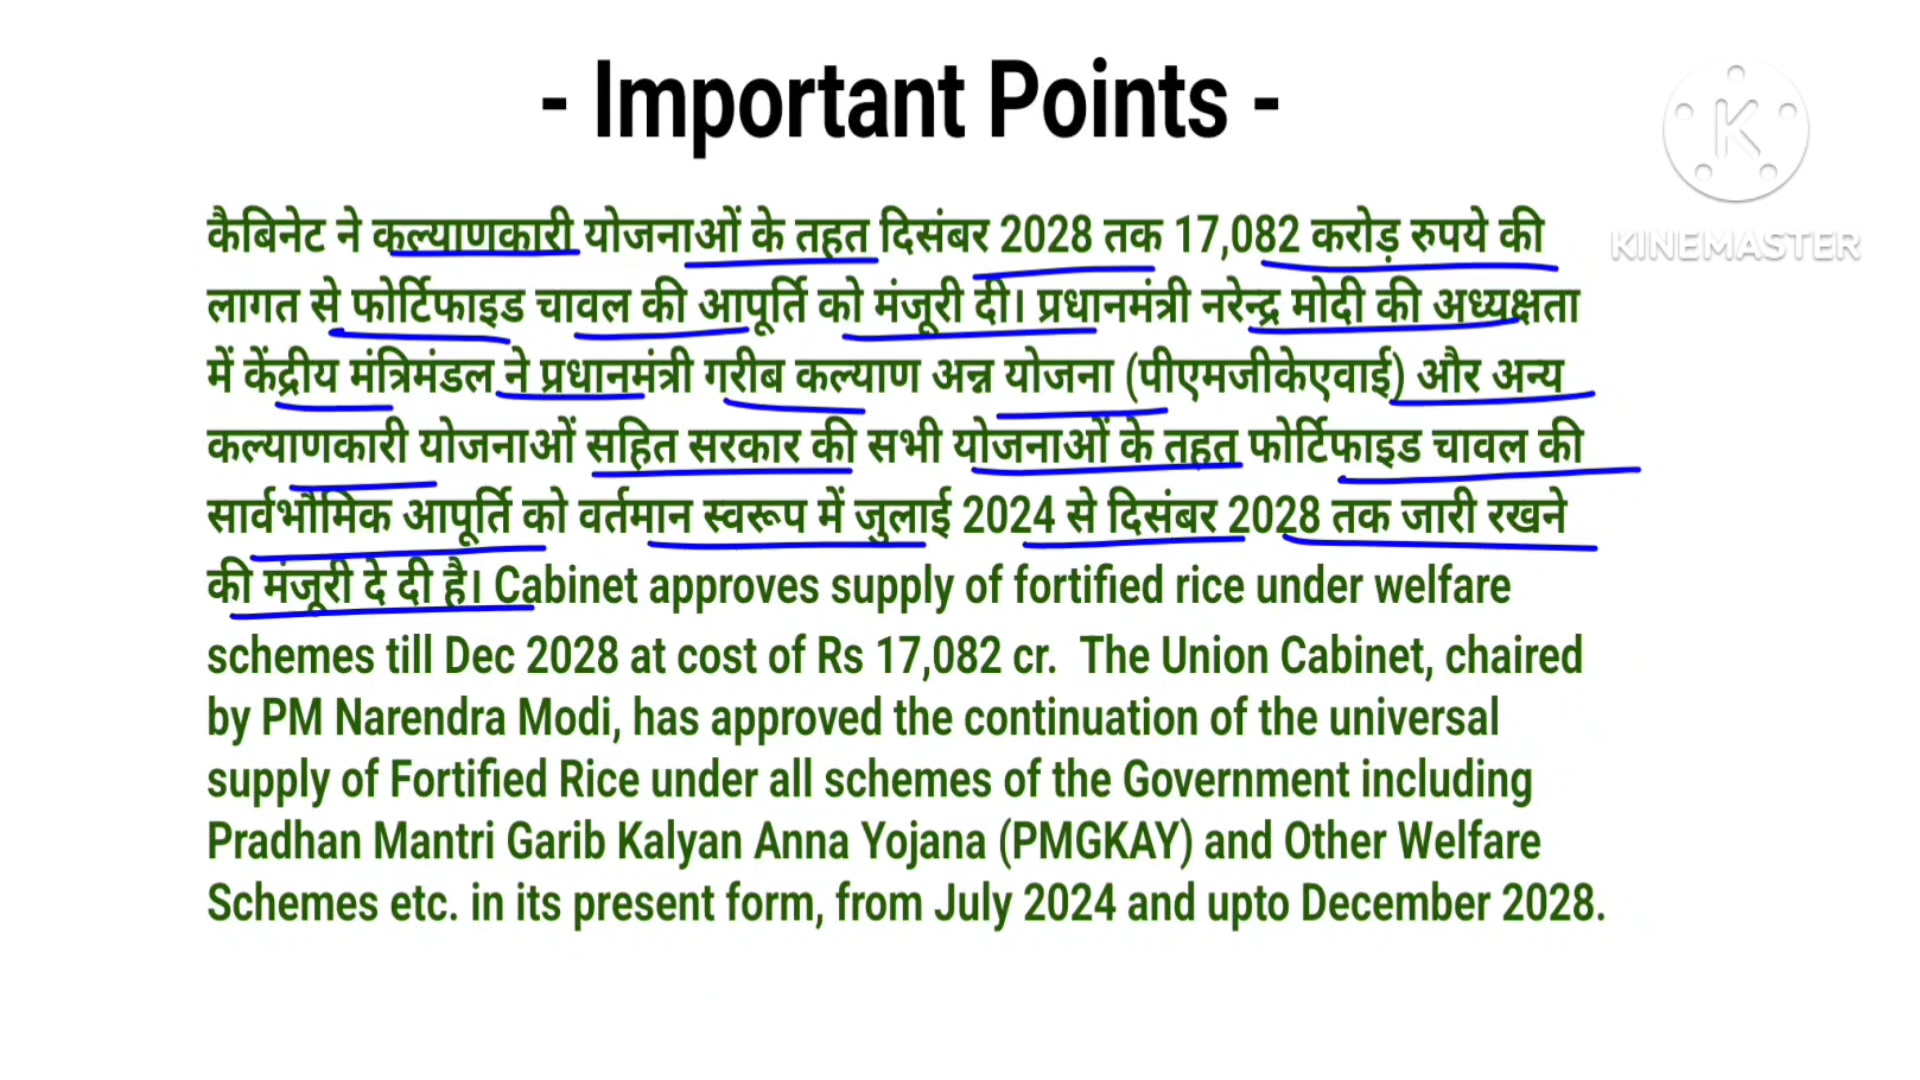 - Important Points -
KINEMASTER
कैबिनेट ने कल्याणकारी योजनाओं के तहत दिसंबर 2028 तक 17,082 करोड़ रुपये की
लागत से फोर्टिफाइड चावल की आपूर्ति को मंजूरी दी। प्रधानमंत्री नरेन्द्र मोदी की अध्यक्षता
में केंद्रीय मंत्रिमंडल ने प्रधानमंत्री गरीब कल्याण अन्न योजना (पीएमजीकेएवाई) और अन्य
कल्याणकारी योजनाओं सहित सरकार की सभी योजनाओं के तहत फोर्टिफाइड चावल की
सार्वभौमिक आपूर्ति को वर्तमान स्वरूप में जुलाई 2024 से दिसंबर 2028 तक जारी रखने
की मंजूरी दे दी है। Cabinet approves supply of fortified rice under welfare
schemes till Dec 2028 at cost of Rs 17,082 cr. The Union Cabinet, chaired
by PM Narendra Modi, has approved the continuation of the universal
supply of Fortified Rice under all schemes of the Government including
Pradhan Mantri Garib Kalyan Anna Yojana (PMGKAY) and Other Welfare
Schemes etc. in its present form, from July 2024 and upto December 2028.